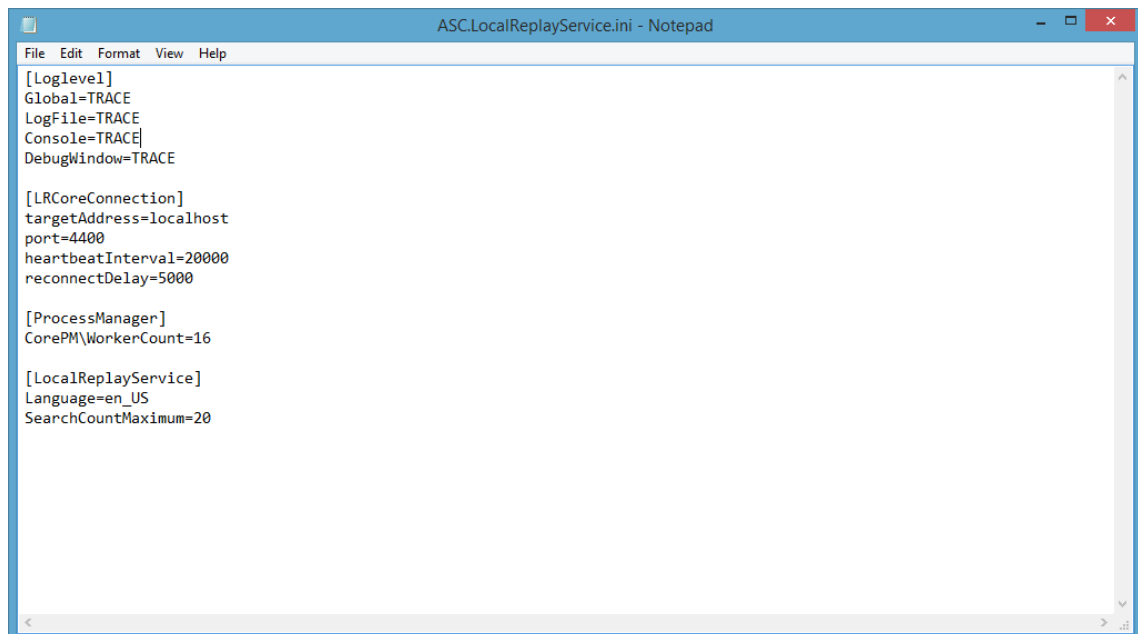 ASC.LocalReplayService.ini - Notepad
File Edit Format View Help
[Loglevel]
Global=TRACE
LogFile=TRACE
Console=TRACE
DebugWindow=TRACE
[LRCoreConnection]
targetAddress=localhost
port=4400
heartbeatInterval=20000
reconnectDelay=5000
[ProcessManager]
CorePM\WorkerCount=16
[LocalReplayService]
Language=en_US
SearchCountMaximum=20